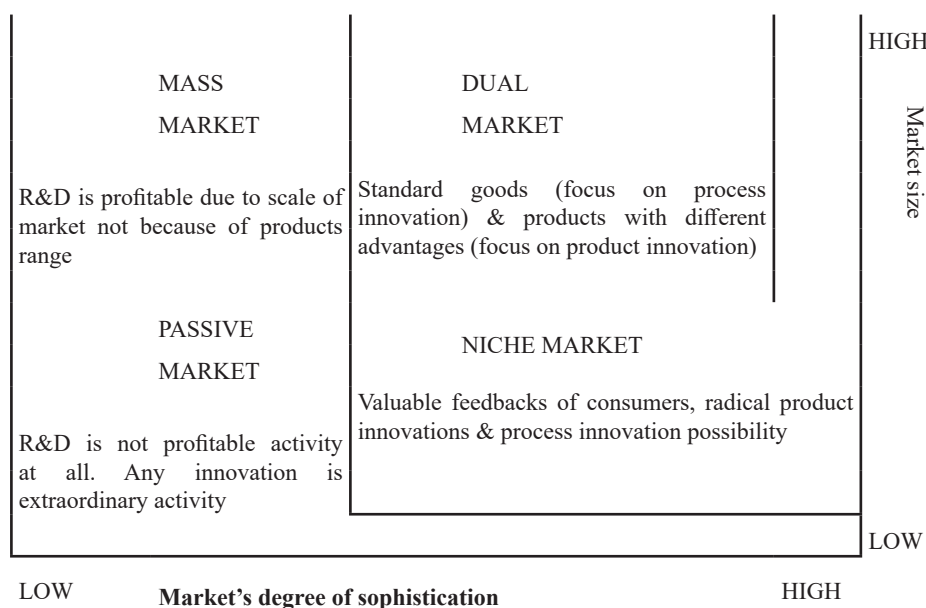 HIGH
MASS
MARKET
R&D is profitable due to scale of
market not because of products
range
DUAL
MARKET
Standard goods (focus on process
innovation) & products with different
advantages (focus on product innovation)
Market size
PASSIVE
MARKET
R&D is not profitable activity
at all. Any innovation is
extraordinary activity
NICHE MARKET
Valuable feedbacks of consumers, radical product
innovations & process innovation possibility
LOW
LOW
Market's degree of sophistication
HIGH